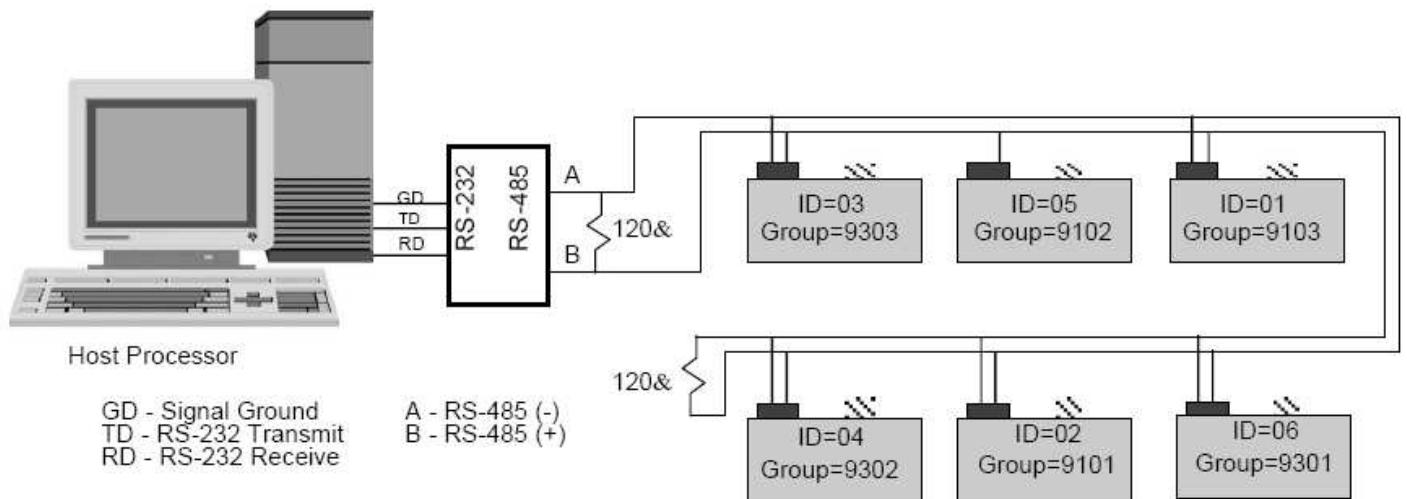 GD
TD
RD
RS-232
RS-485
A
B
120&
ID=03
Group=9303
ID=05
Group=9102
ID=01
Group=9103
Host Processor
120&
ID=04
Group=9302
ID=02
Group=9101
ID=06
Group=9301
GD - Signal Ground
TD - RS-232 Transmit
RD - RS-232 Receive
A - RS-485 (-)
B - RS-485 (+)